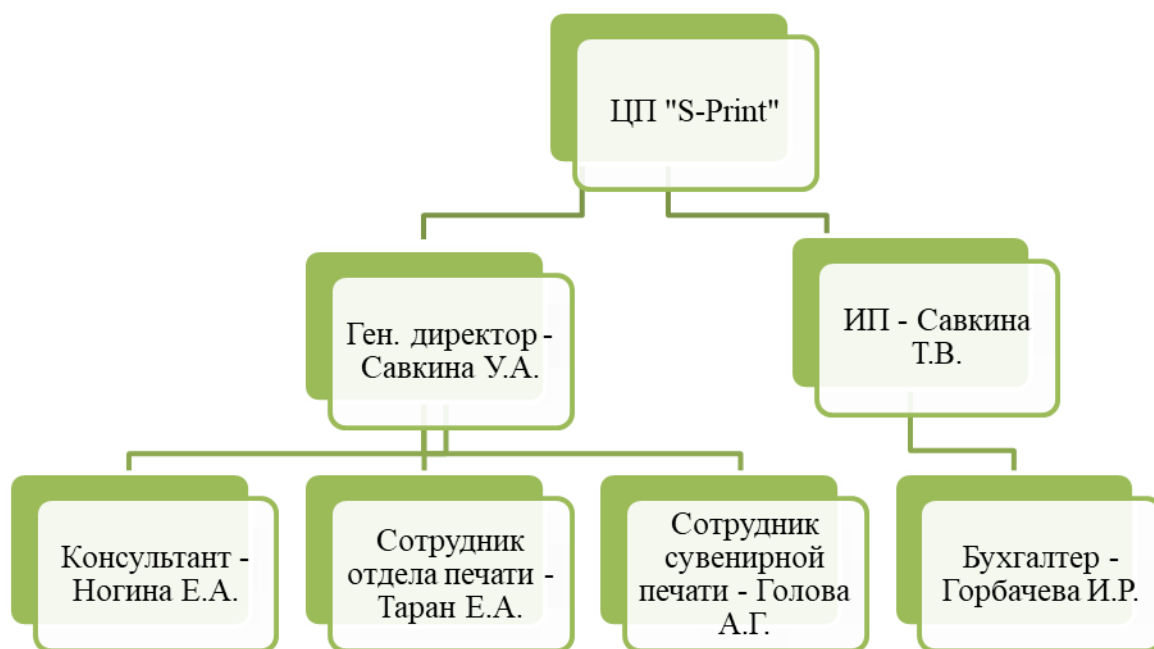 ЦП "S-Print"
Ген. директор -
Савкина У.А.
ИП - Савкина
Т.В.
Консультант -
Ногина Е.А.
Сотрудник
отдела печати -
Таран Е.А.
Сотрудник
сувенирной
печати - Голова
А.Г.
Бухгалтер -
Горбачева И.Р.